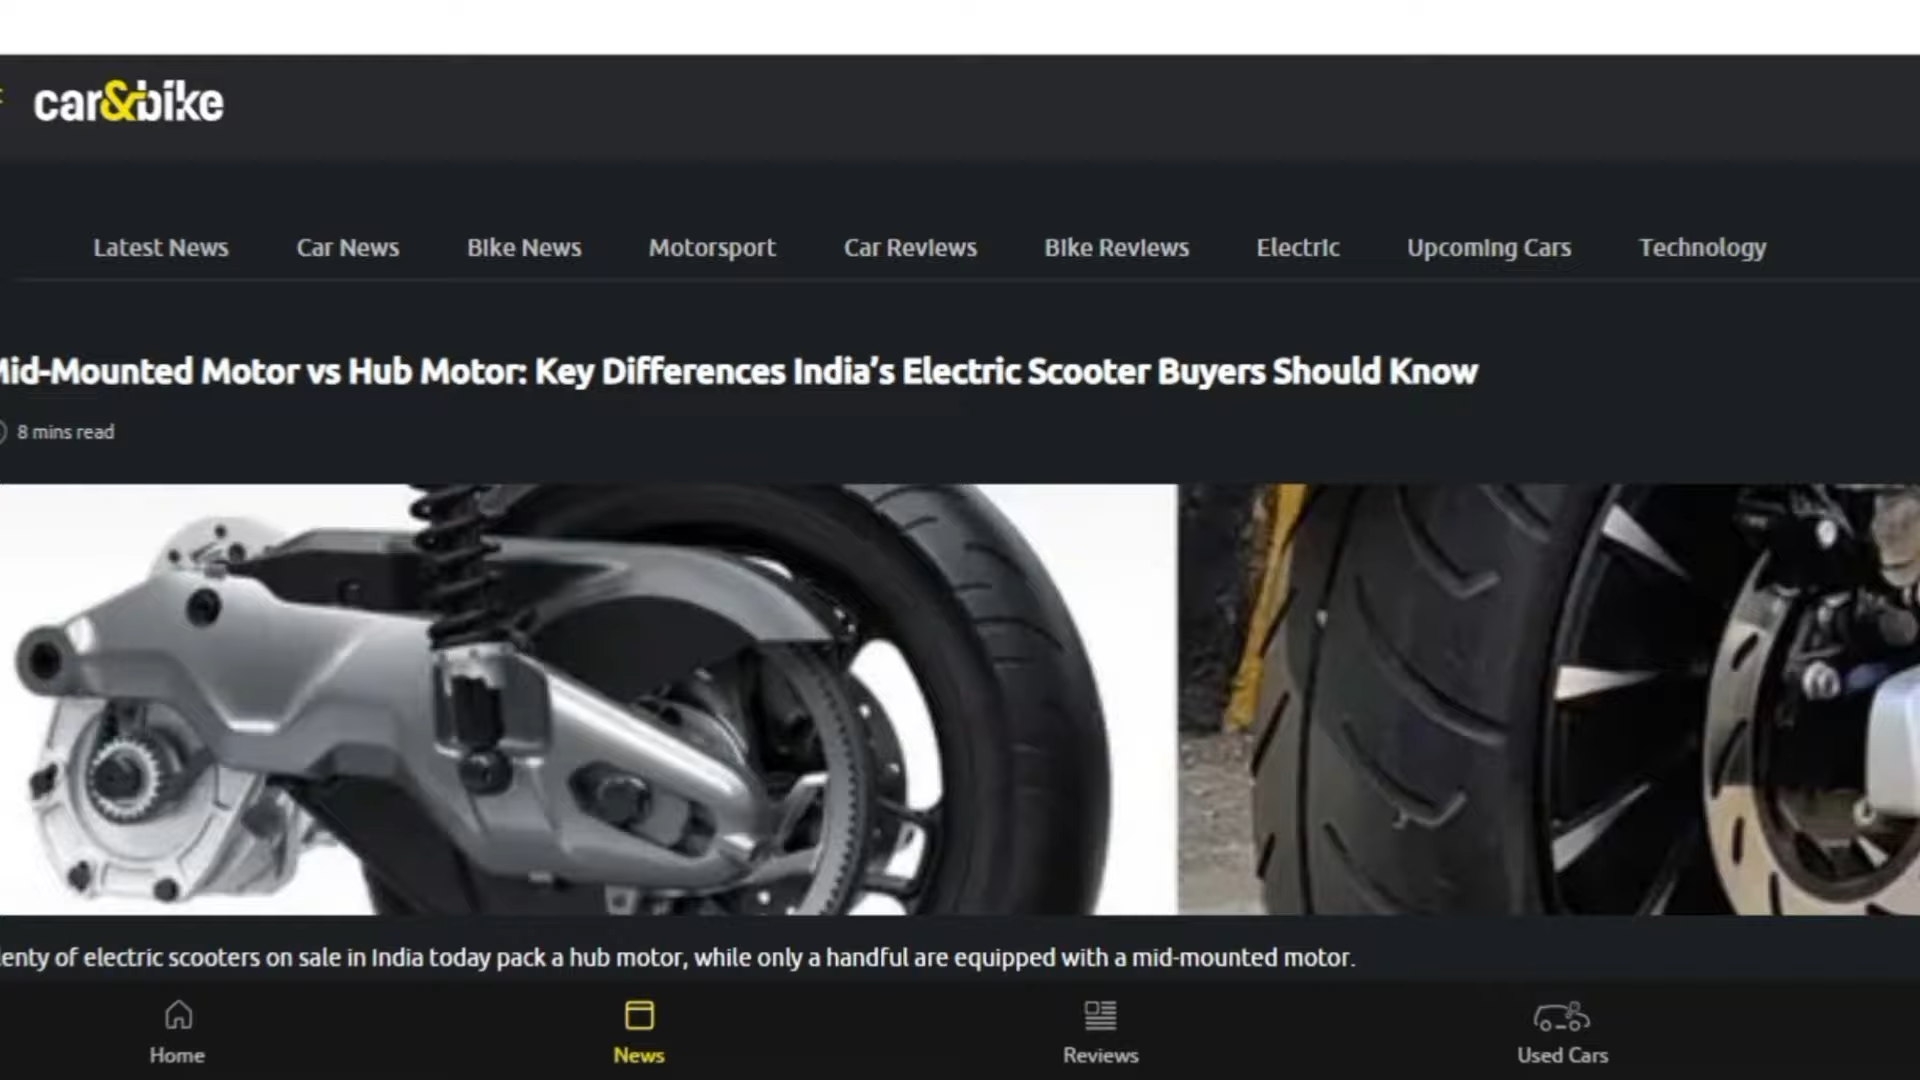 car&bike
Latest News Car News Bike News Motorsport Car Reviews Bike Reviews Electric Upcoming Cars Technology
Mid-Mounted Motor vs Hub Motor: Key Differences India's Electric Scooter Buyers Should Know
8 mins read
lenty of electric scooters on sale in India today pack a hub motor, while only a handful are equipped with a mid-mounted motor.
Home News Reviews Used Cars